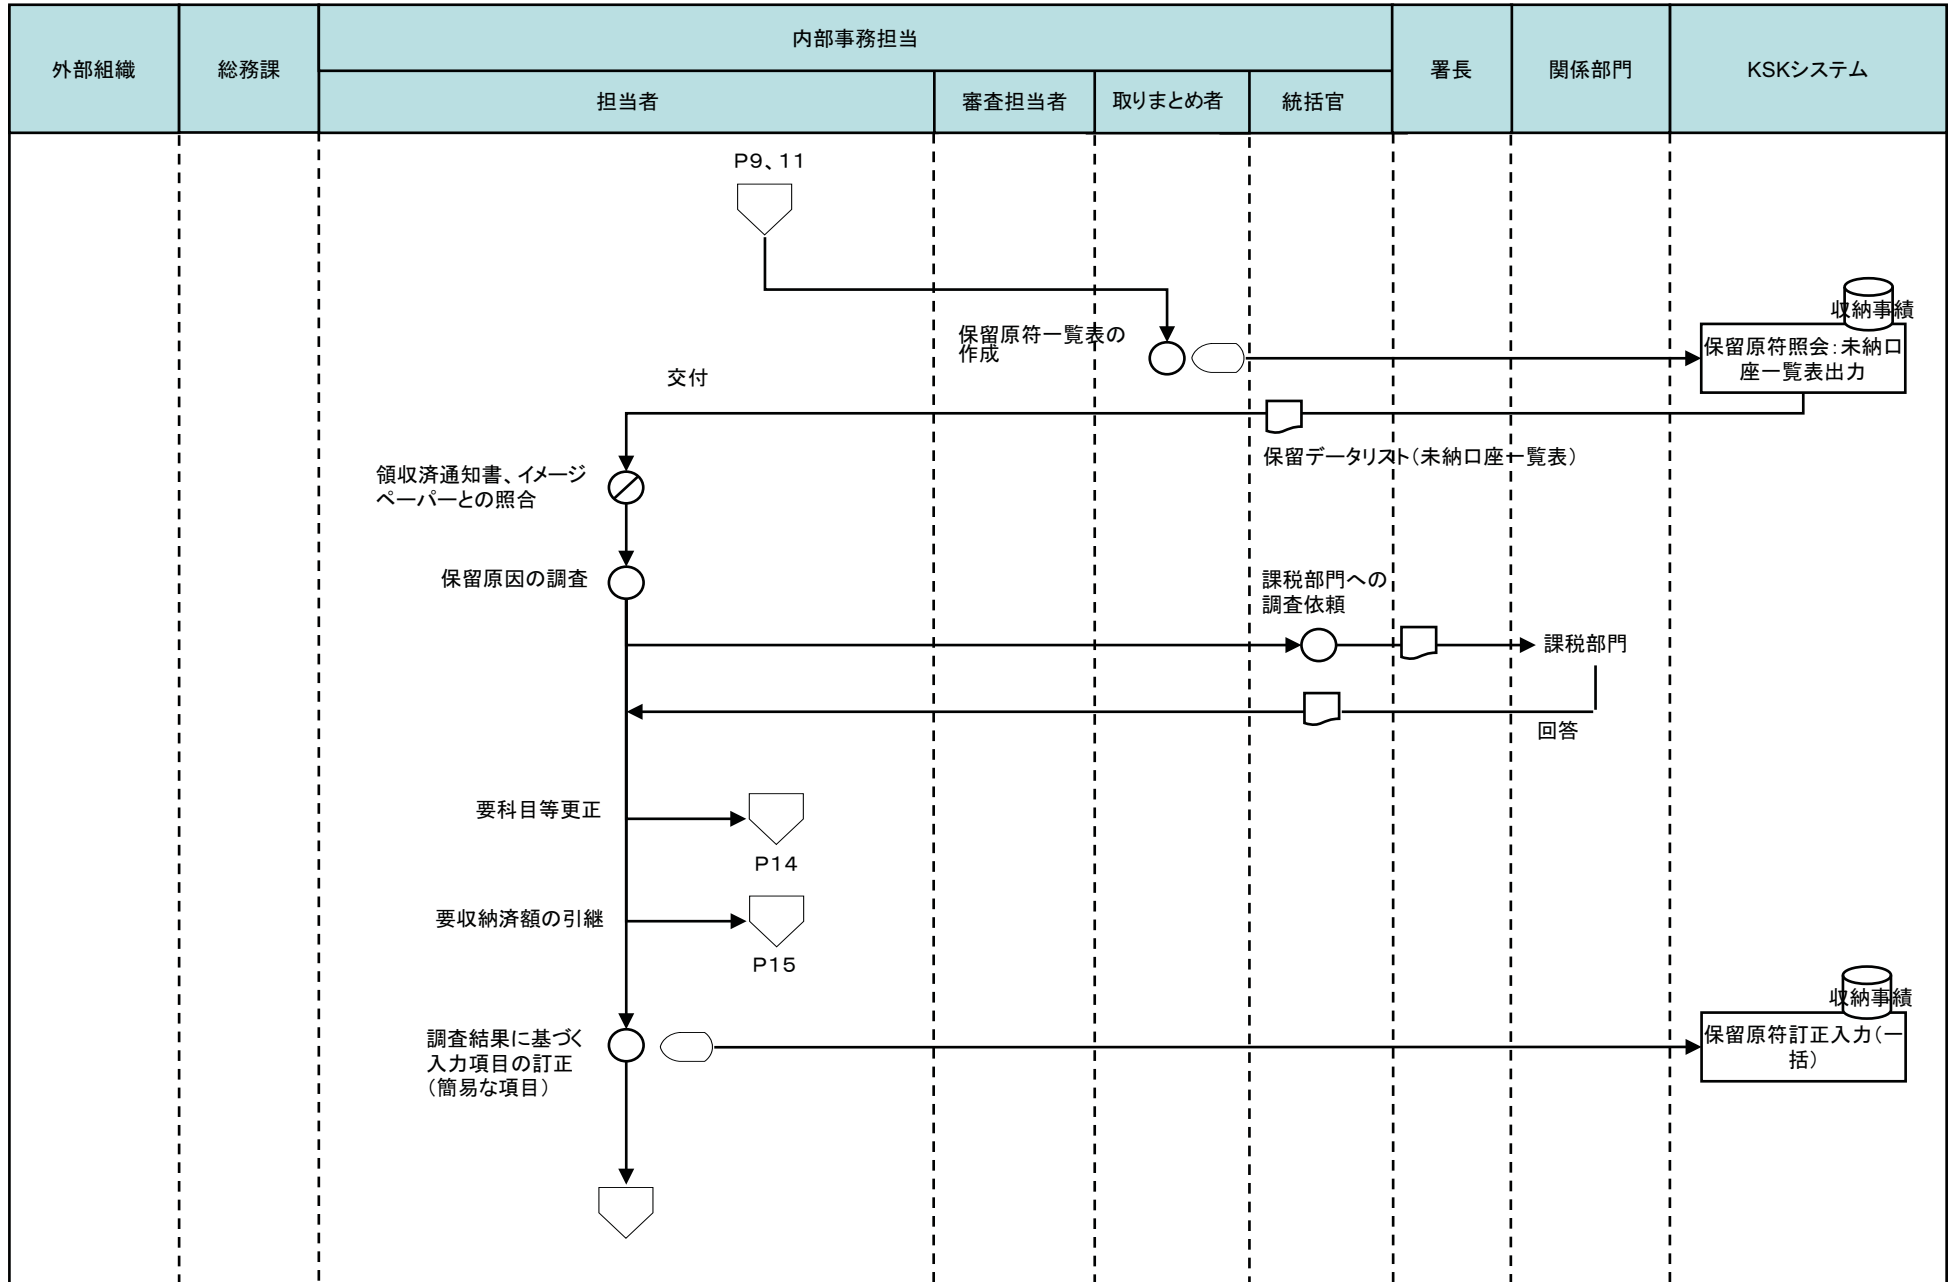 外部組織
総務課
内部事務担当
署長
関係部門
KSKシステム
担当者
審査担当者
取りまとめ者
統括官
P9、11
収納事績
保留原符一覧表の
作成
保留原符照会:未納口
座一覧表出力
交付
保留データリスト(未納口座一覧表)
領収済通知書、イメージ
ペーパーとの照合
保留原因の調査
課税部門への
調査依頼
課税部門
回答
要科目等更正
P14
要収納済額の引継
P15
収納事績
調査結果に基づく
入力項目の訂正
(簡易な項目)
保留原符訂正入力(一
括)